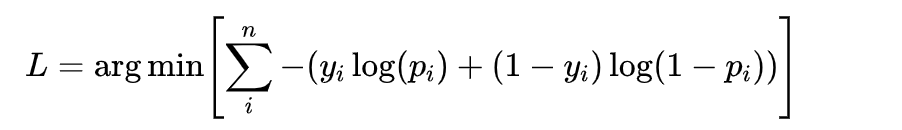 L = arg min [ ∑_i^n −(y_i log(p_i) + (1 − y_i) log(1 − p_i)) ]